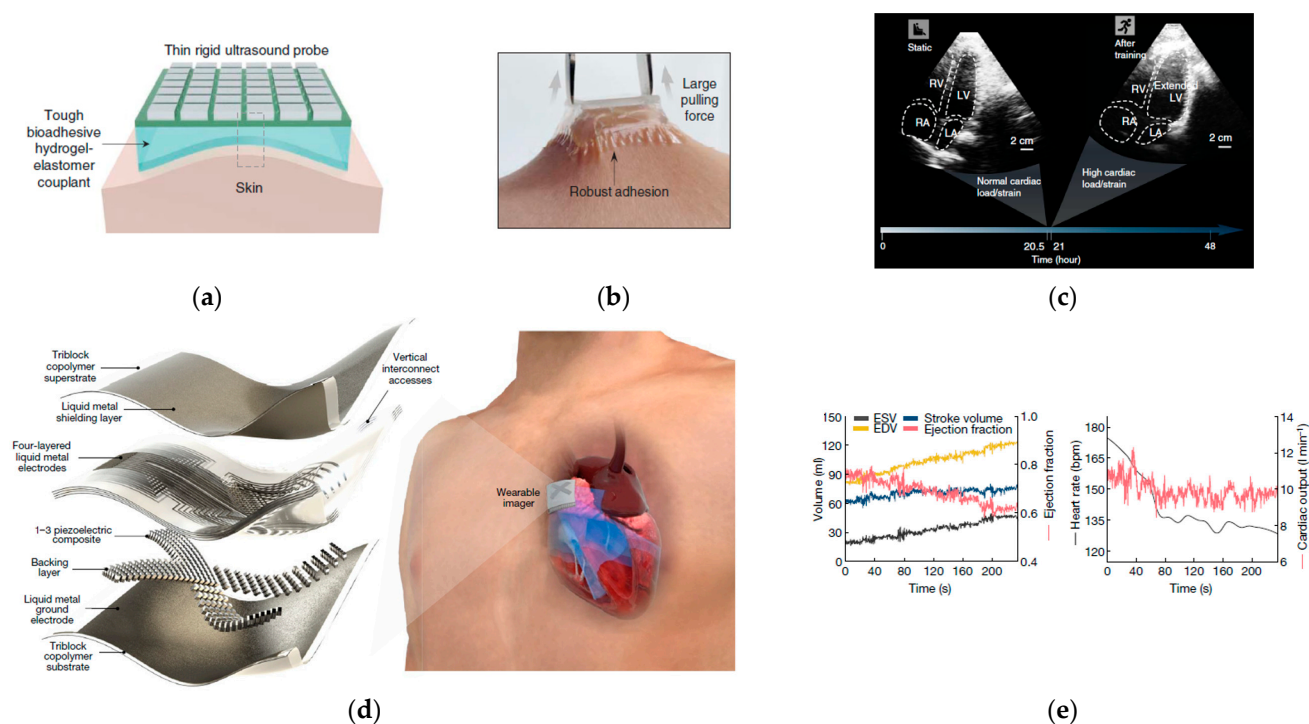 Thin rigid ultrasound probe
Tough
bioadhesive
hydrogel-
elastomer
couplant
Skin
(a)
Large
pulling
force
Robust adhesion
(b)
Static
RV
LV
RA
LA
2 cm
After
training
RV
Extended
LV
RA
LA
2 cm
Normal cardiac
load/strain
High cardiac
load/strain
0
20.5
21
48
Time (hour)
(c)
Triblock
copolymer
superstrate
Vertical
interconnect
accesses
Liquid metal
shielding layer
Four-layered
liquid metal
electrodes
1–3 piezoelectric
composite
Backing
layer
Liquid metal
ground
electrode
Triblock
copolymer
substrate
Wearable
imager
(d)
ESV
EDV
Stroke volume
Ejection fraction
Volume (ml)
150
120
90
60
30
0
0 40 80 120 160 200
Time (s)
1.0
0.8
0.6
0.4
Ejection fraction
Heart rate (bpm)
180
165
150
135
120
0 40 80 120 160 200
Time (s)
14
12
10
8
6
Cardiac output (l min⁻¹)
(e)